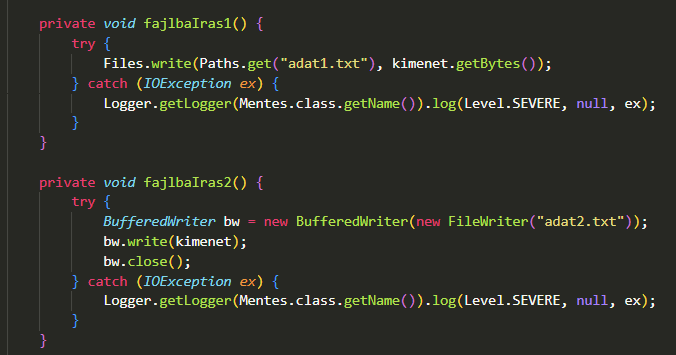 private void fajlbaIras1() {
try {
Files.write(Paths.get("adat1.txt"), kimenet.getBytes());
} catch (IOException ex) {
Logger.getLogger(Mentes.class.getName()).log(Level.SEVERE, null, ex);
}
}
private void fajlbaIras2() {
try {
BufferedWriter bw = new BufferedWriter(new FileWriter("adat2.txt"));
bw.write(kimenet);
bw.close();
} catch (IOException ex) {
Logger.getLogger(Mentes.class.getName()).log(Level.SEVERE, null, ex);
}
}